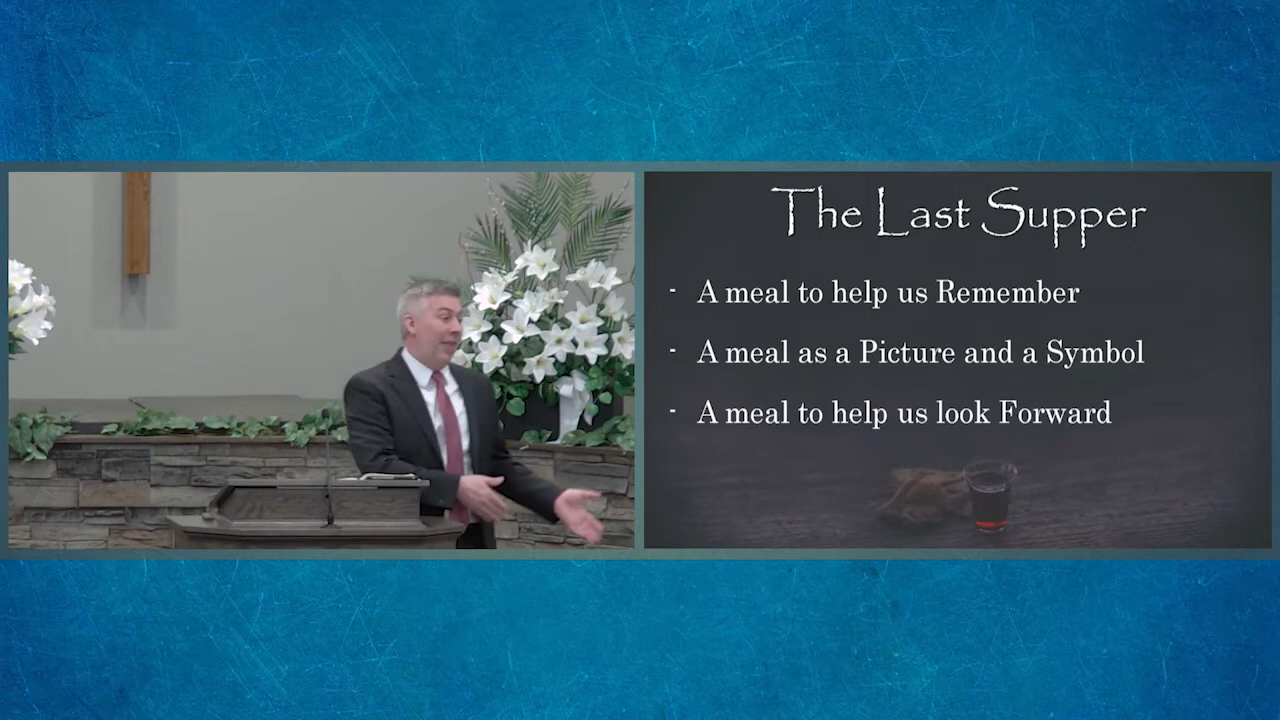 The Last Supper
- A meal to help us Remember
- A meal as a Picture and a Symbol
- A meal to help us look Forward